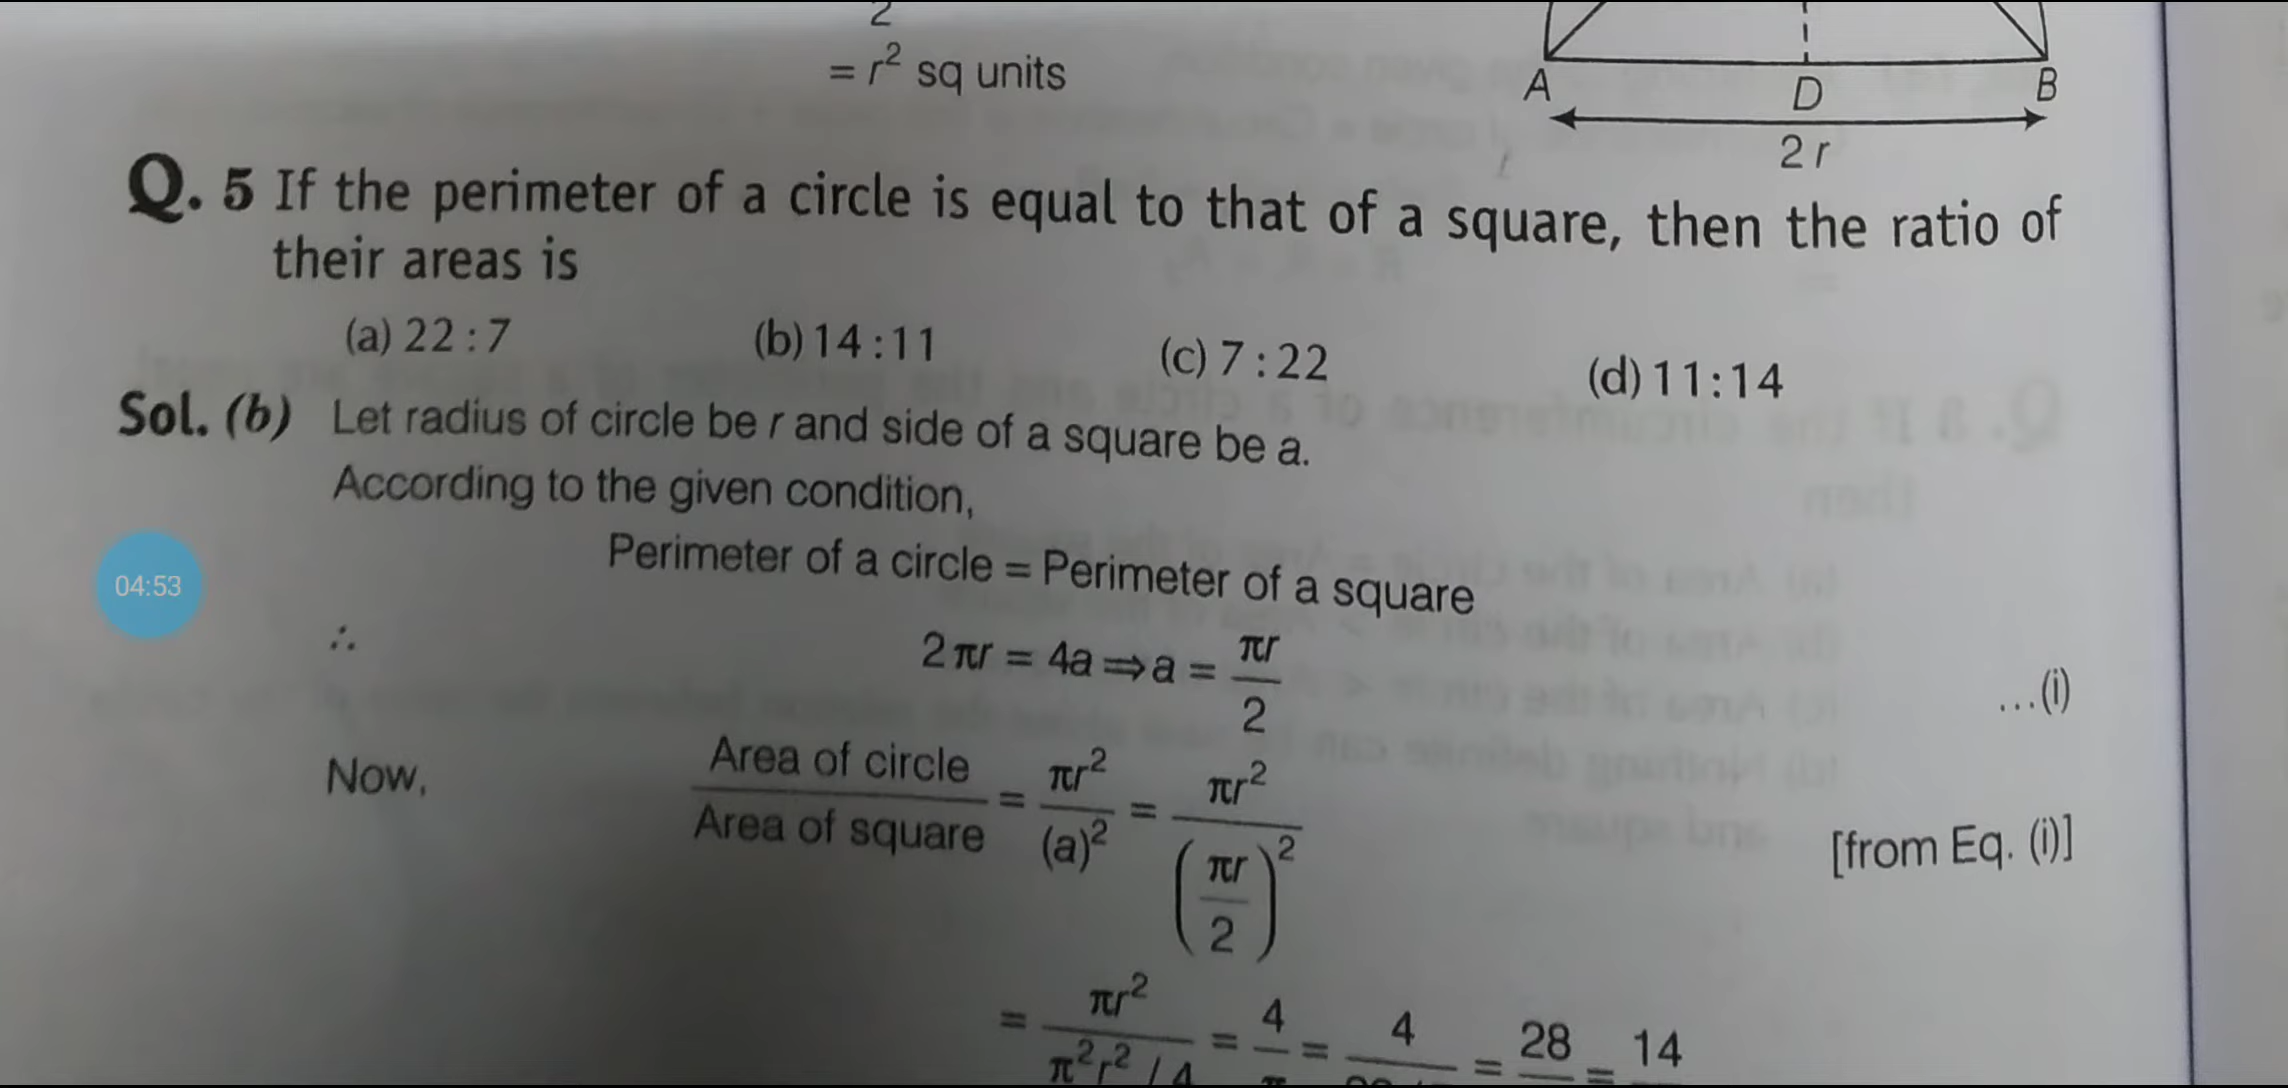 2
= r² sq units
A D B
2 r
Q. 5 If the perimeter of a circle is equal to that of a square, then the ratio of
their areas is
(a) 22 : 7 (b) 14 : 11 (c) 7 : 22 (d) 11 : 14
Sol. (b) Let radius of circle be r and side of a square be a.
According to the given condition,
Perimeter of a circle = Perimeter of a square
04:53
∴ 2πr = 4a ⇒ a = πr/2 ...(i)
Now, Area of circle / Area of square = πr² / (a)² = πr² / (πr/2)² [from Eq. (i)]
= πr² / π²r² / 4 = 4/π = 4 = 28 = 14